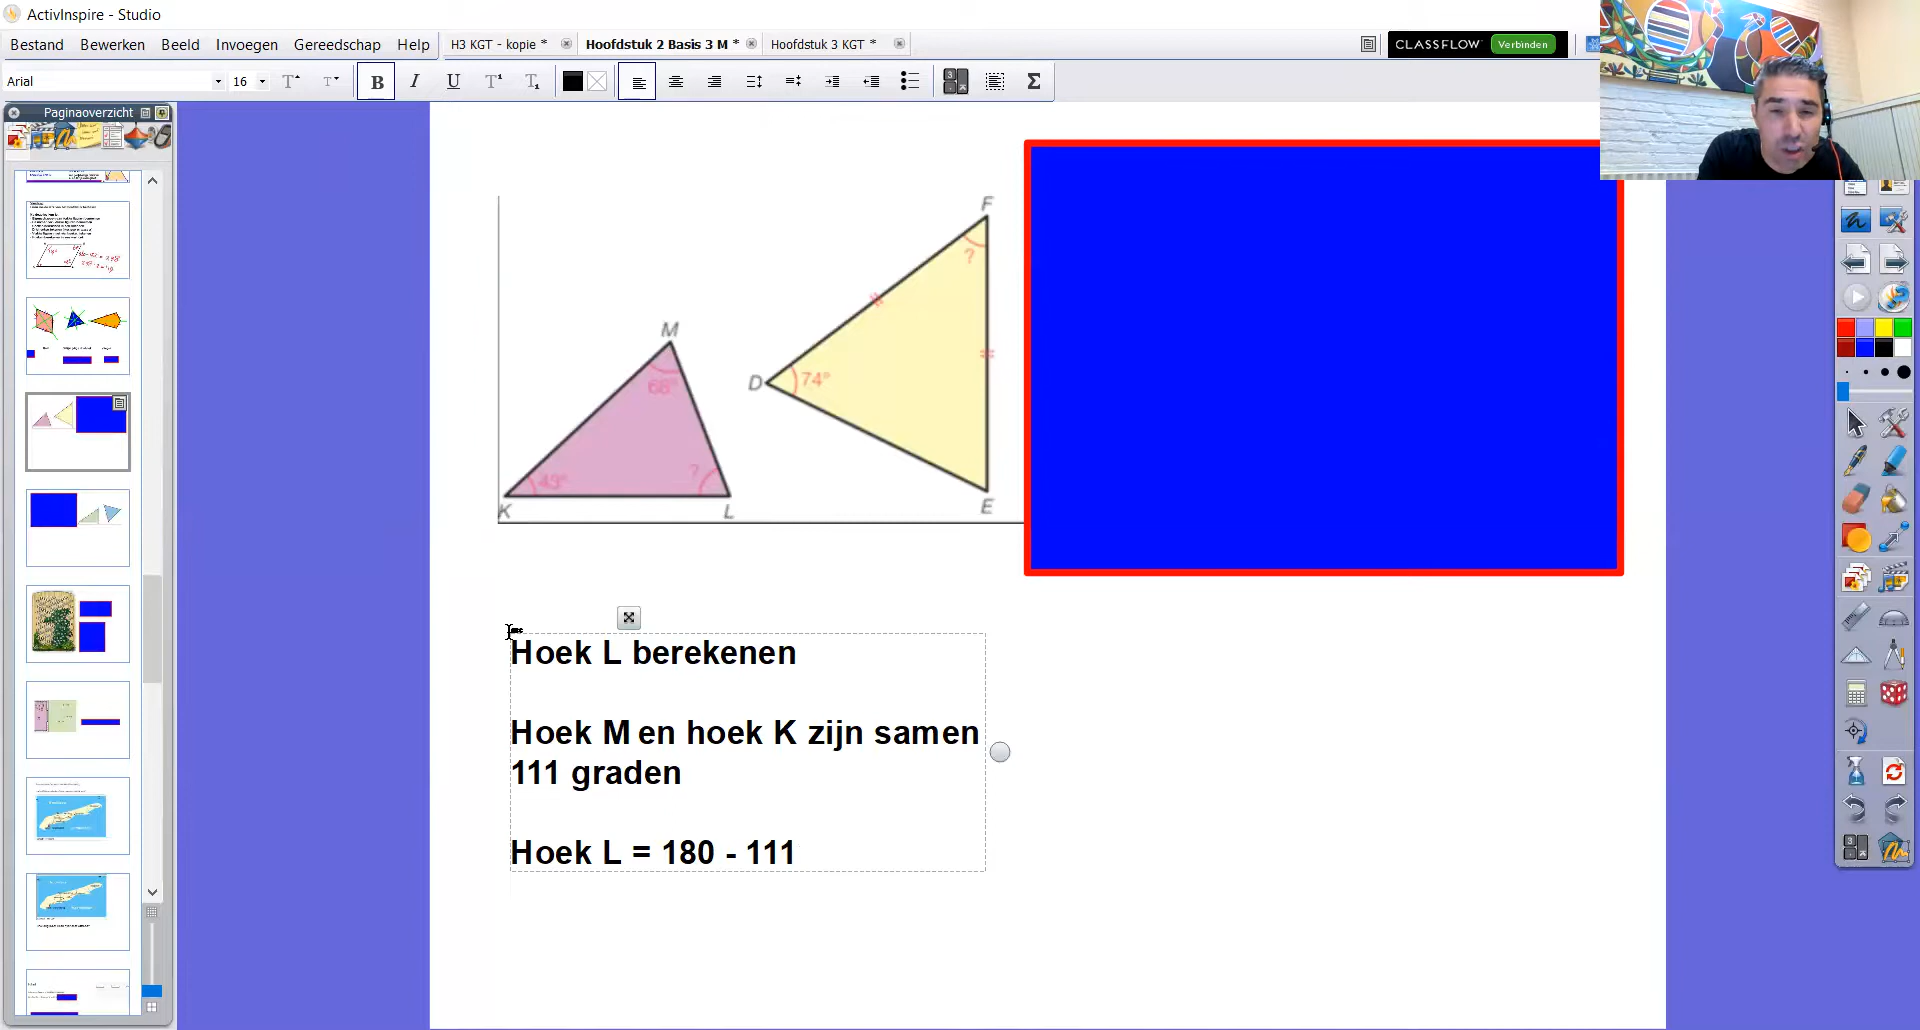 ActivInspire - Studio
Bestand Bewerken Beeld Invoegen Gereedschap Help
H3 KGT - kopie * Hoofdstuk 2 Basis 3 M * Hoofdstuk 3 KGT *
CLASSFLOW Verbinden
Arial 16
Paginaoverzicht
F
?
M
68°
D
74°
43°
?
K
L
E
Hoek L berekenen
Hoek M en hoek K zijn samen
111 graden
Hoek L = 180 - 111